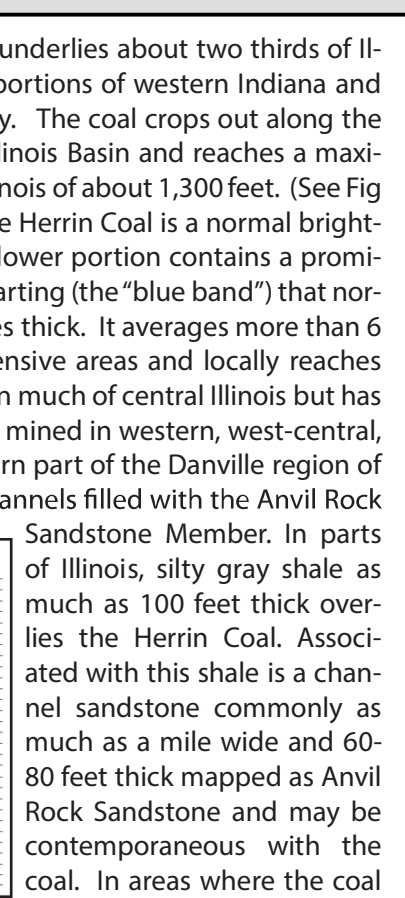 underlies about two thirds of Il-
portions of western Indiana and
y. The coal crops out along the
linois Basin and reaches a maxi-
nois of about 1,300 feet. (See Fig
e Herrin Coal is a normal bright-
lower portion contains a promi-
arting (the “blue band”) that nor-
es thick. It averages more than 6
ensive areas and locally reaches
n much of central Illinois but has
mined in western, west-central,
rn part of the Danville region of
annels filled with the Anvil Rock
Sandstone Member. In parts
of Illinois, silty gray shale as
much as 100 feet thick over-
lies the Herrin Coal. Associ-
ated with this shale is a chan-
nel sandstone commonly as
much as a mile wide and 60-
80 feet thick mapped as Anvil
Rock Sandstone and may be
contemporaneous with the
coal. In areas where the coal